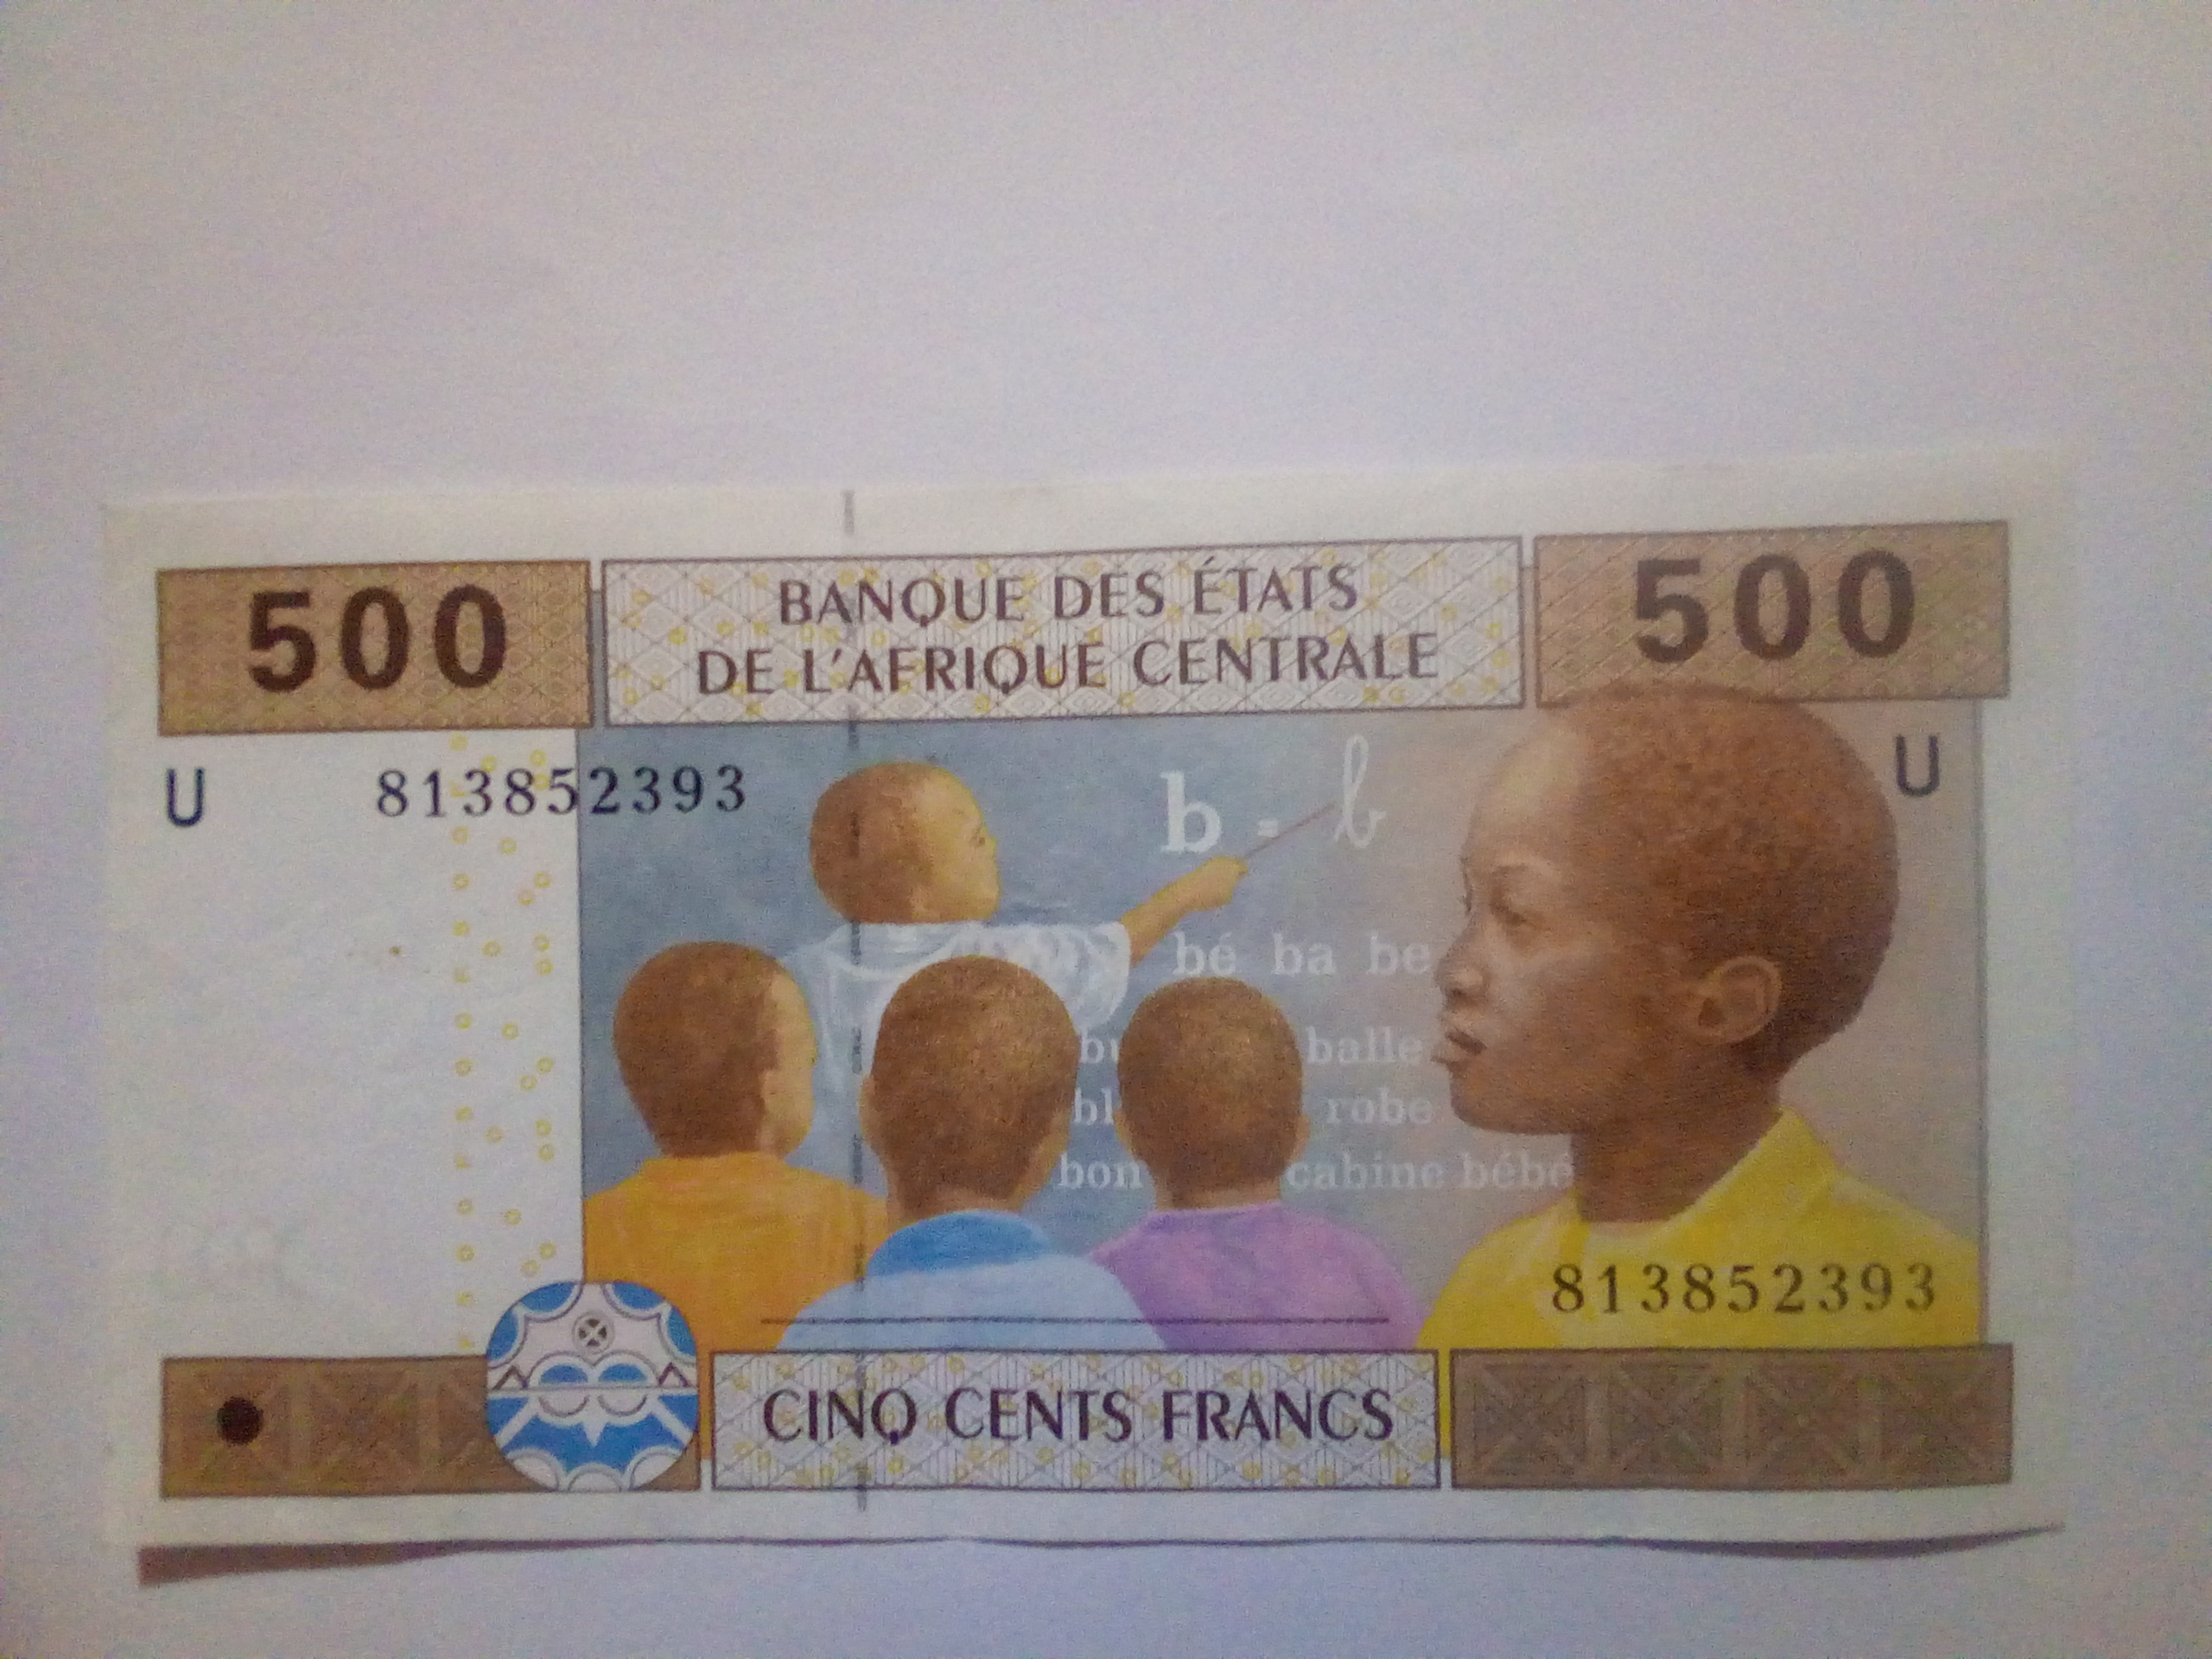 500
BANQUE DES ÉTATS
DE L'AFRIQUE CENTRALE
500
U
813852393
U
b = b
bé ba be
balle
robe
bon cabine bébé
813852393
CINQ CENTS FRANCS